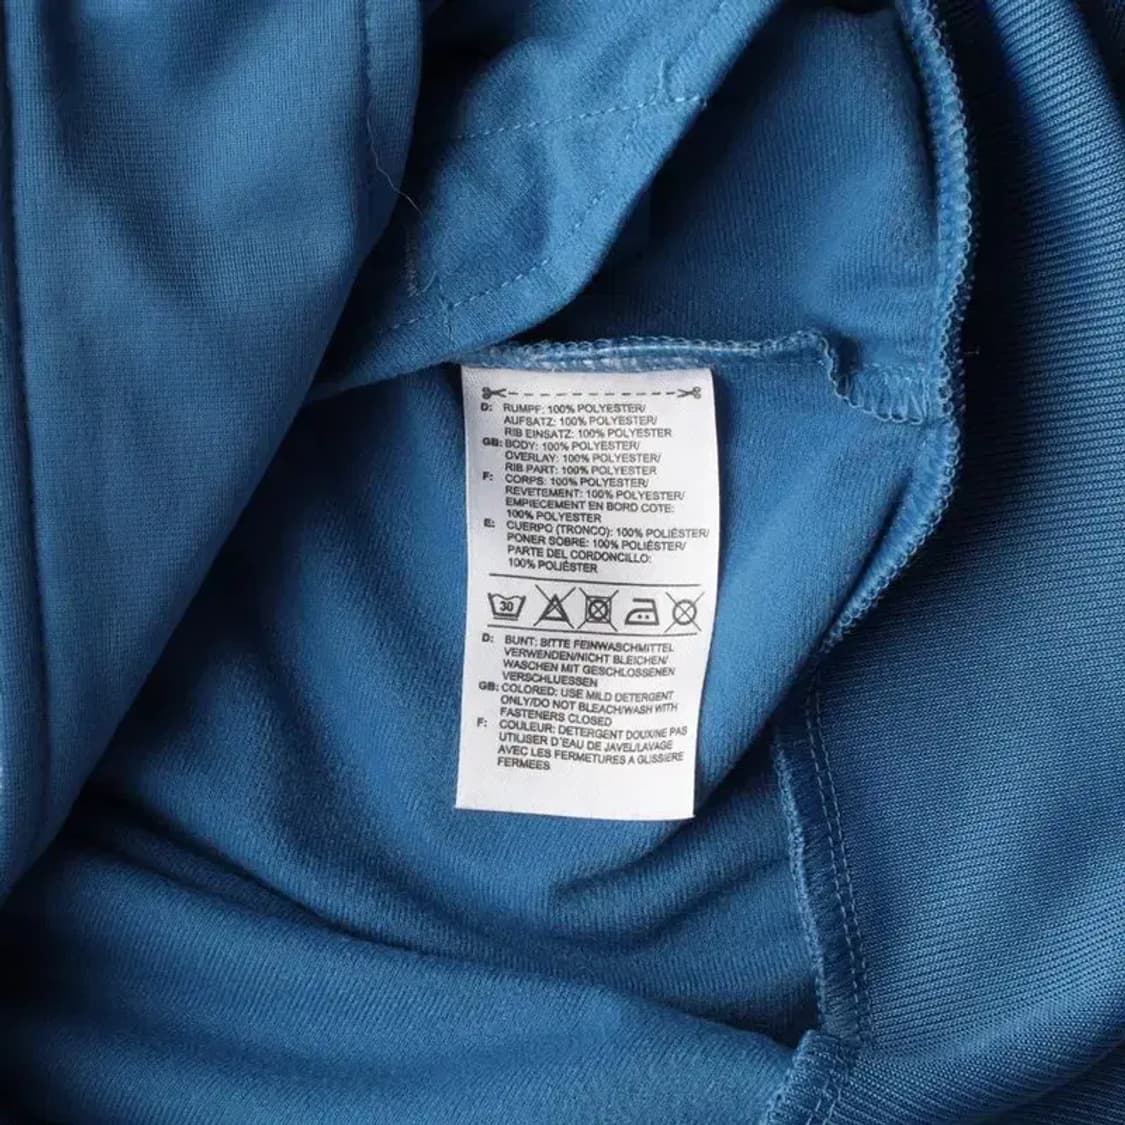 D: RUMPF: 100% POLYESTER/
AUFSATZ: 100% POLYESTER/
RIB EINSATZ: 100% POLYESTER
GB: BODY: 100% POLYESTER/
OVERLAY: 100% POLYESTER/
RIB PART: 100% POLYESTER
F: CORPS: 100% POLYESTER/
REVETEMENT: 100% POLYESTER/
EMPIECEMENT EN BORD COTE:
100% POLYESTER
E: CUERPO (TRONCO): 100% POLIÉSTER/
PONER SOBRE: 100% POLIÉSTER/
PARTE DEL CORDONCILLO:
100% POLIÉSTER
30
D: BUNT: BITTE FEINWASCHMITTEL
VERWENDEN/NICHT BLEICHEN/
WASCHEN MIT GESCHLOSSENEN
VERSCHLUESSEN
GB: COLORED: USE MILD DETERGENT
ONLY/DO NOT BLEACH/WASH WITH
FASTENERS CLOSED
F: COULEUR: DETERGENT DOUX/NE PAS
UTILISER D'EAU DE JAVEL/LAVAGE
AVEC LES FERMETURES A GLISSIERE
FERMEES